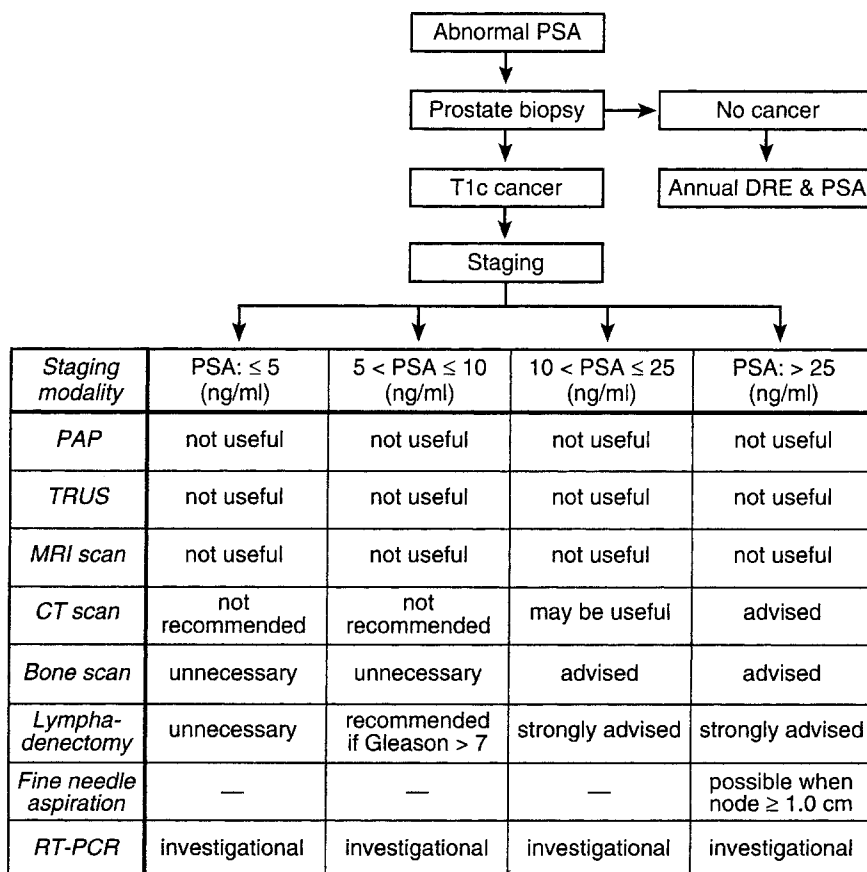 Abnormal PSA
Prostate biopsy
No cancer
T1c cancer
Annual DRE & PSA
Staging
Staging modality
PSA: ≤ 5 (ng/ml)
5 < PSA ≤ 10 (ng/ml)
10 < PSA ≤ 25 (ng/ml)
PSA: > 25 (ng/ml)
PAP
not useful
not useful
not useful
not useful
TRUS
not useful
not useful
not useful
not useful
MRI scan
not useful
not useful
not useful
not useful
CT scan
not recommended
not recommended
may be useful
advised
Bone scan
unnecessary
unnecessary
advised
advised
Lympha-
denectomy
unnecessary
recommended
if Gleason > 7
strongly advised
strongly advised
Fine needle
aspiration
—
—
—
possible when
node ≥ 1.0 cm
RT-PCR
investigational
investigational
investigational
investigational